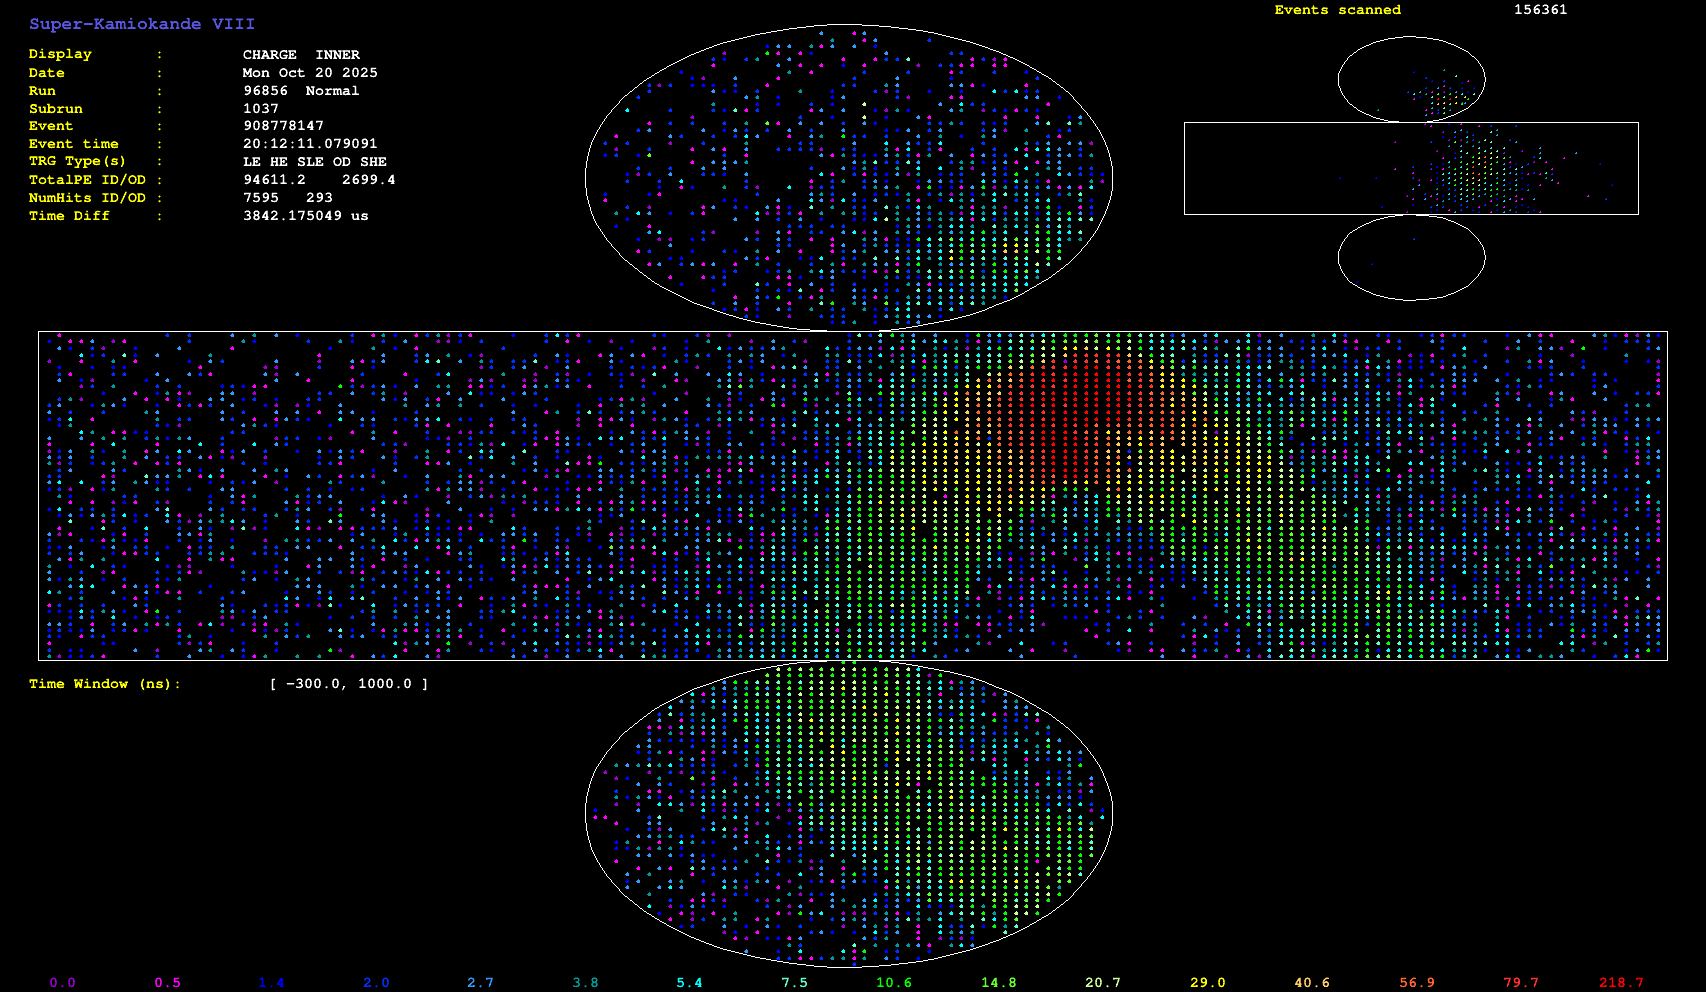 Super-Kamiokande VIII
Events scanned 156361
Display : CHARGE INNER
Date : Mon Oct 20 2025
Run : 96856 Normal
Subrun : 1037
Event : 908778147
Event time : 20:12:11.079091
TRG Type(s) : LE HE SLE OD SHE
TotalPE ID/OD : 94611.2 2699.4
NumHits ID/OD : 7595 293
Time Diff : 3842.175049 us
Time Window (ns): [ -300.0, 1000.0 ]
0.0 0.5 1.4 2.0 2.7 3.8 5.4 7.5 10.6 14.8 20.7 29.0 40.6 56.9 79.7 218.7